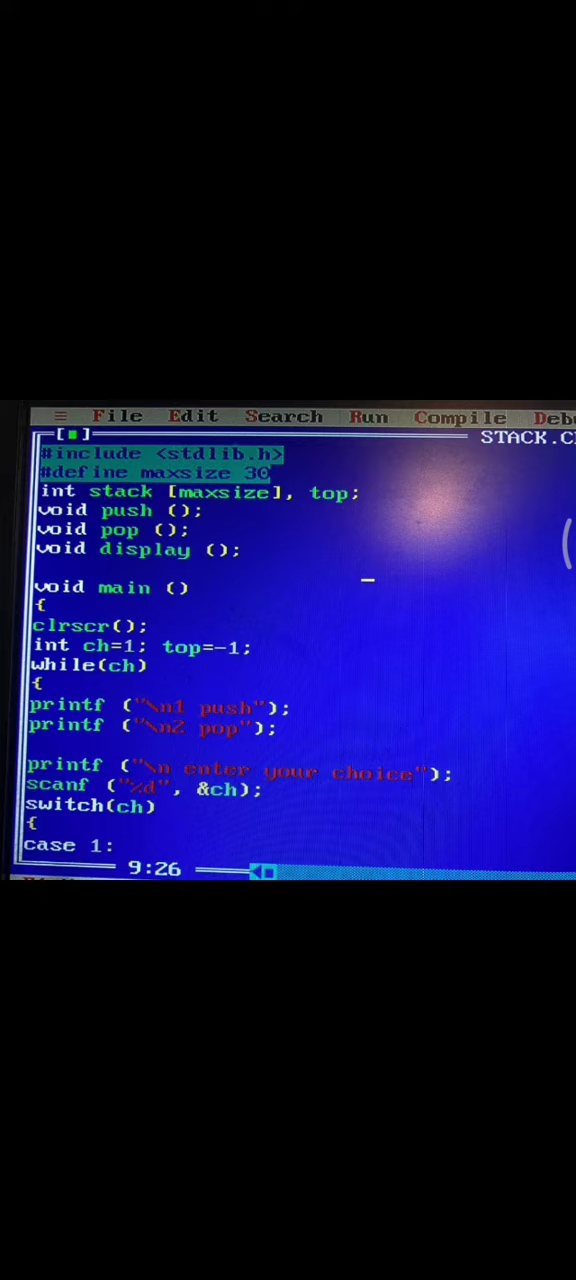 ≡ File Edit Search Run Compile Debu
[■] STACK.C
#include <stdlib.h>
#define maxsize 30
int stack [maxsize], top;
void push ();
void pop ();
void display ();
void main ()
{
clrscr();
int ch=1; top=-1;
while(ch)
{
printf ("\n1 push");
printf ("\n2 pop");
printf ("\n enter your choice");
scanf ("%d", &ch);
switch(ch)
{
case 1:
9:26